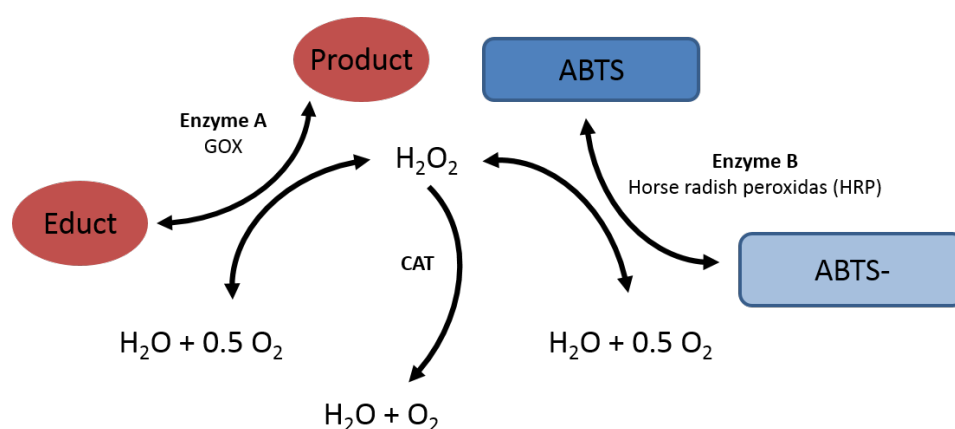 Product
ABTS
Enzyme A
GOX
H₂O₂
Enzyme B
Horse radish peroxidas (HRP)
Educt
CAT
ABTS-
H₂O + 0.5 O₂
H₂O + 0.5 O₂
H₂O + O₂